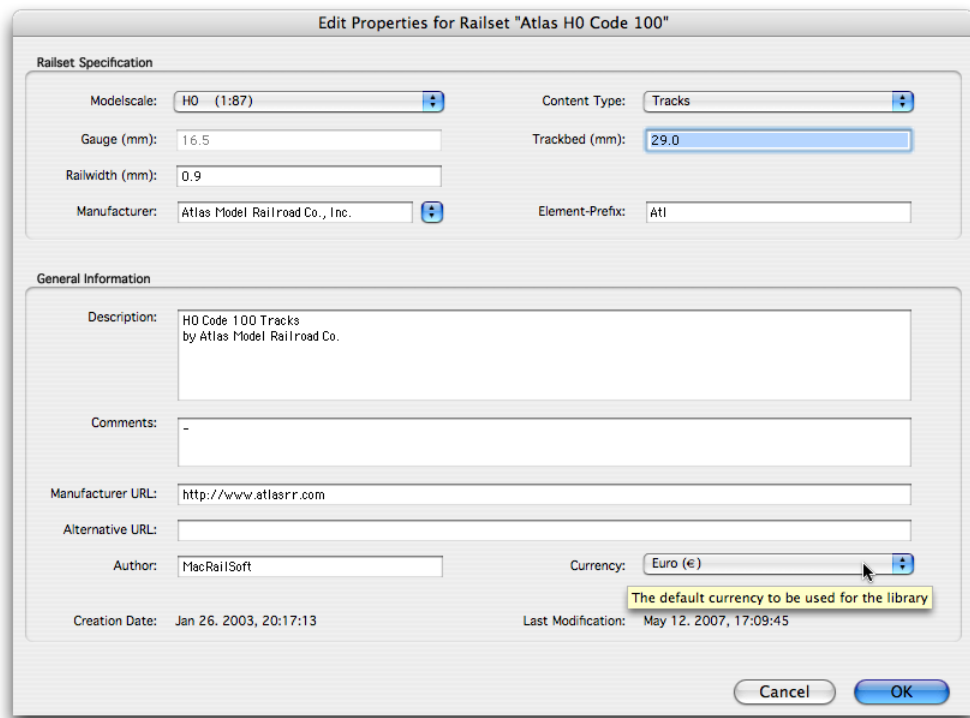 Edit Properties for Railset "Atlas H0 Code 100"
Railset Specification
Modelscale: H0 (1:87) Content Type: Tracks
Gauge (mm): 16.5 Trackbed (mm): 29.0
Railwidth (mm): 0.9
Manufacturer: Atlas Model Railroad Co., Inc. Element-Prefix: Atl
General Information
Description: H0 Code 100 Tracks
by Atlas Model Railroad Co.
Comments: -
Manufacturer URL: http://www.atlasrr.com
Alternative URL:
Author: MacRailSoft Currency: Euro (€)
The default currency to be used for the library
Creation Date: Jan 26. 2003, 20:17:13 Last Modification: May 12. 2007, 17:09:45
Cancel OK